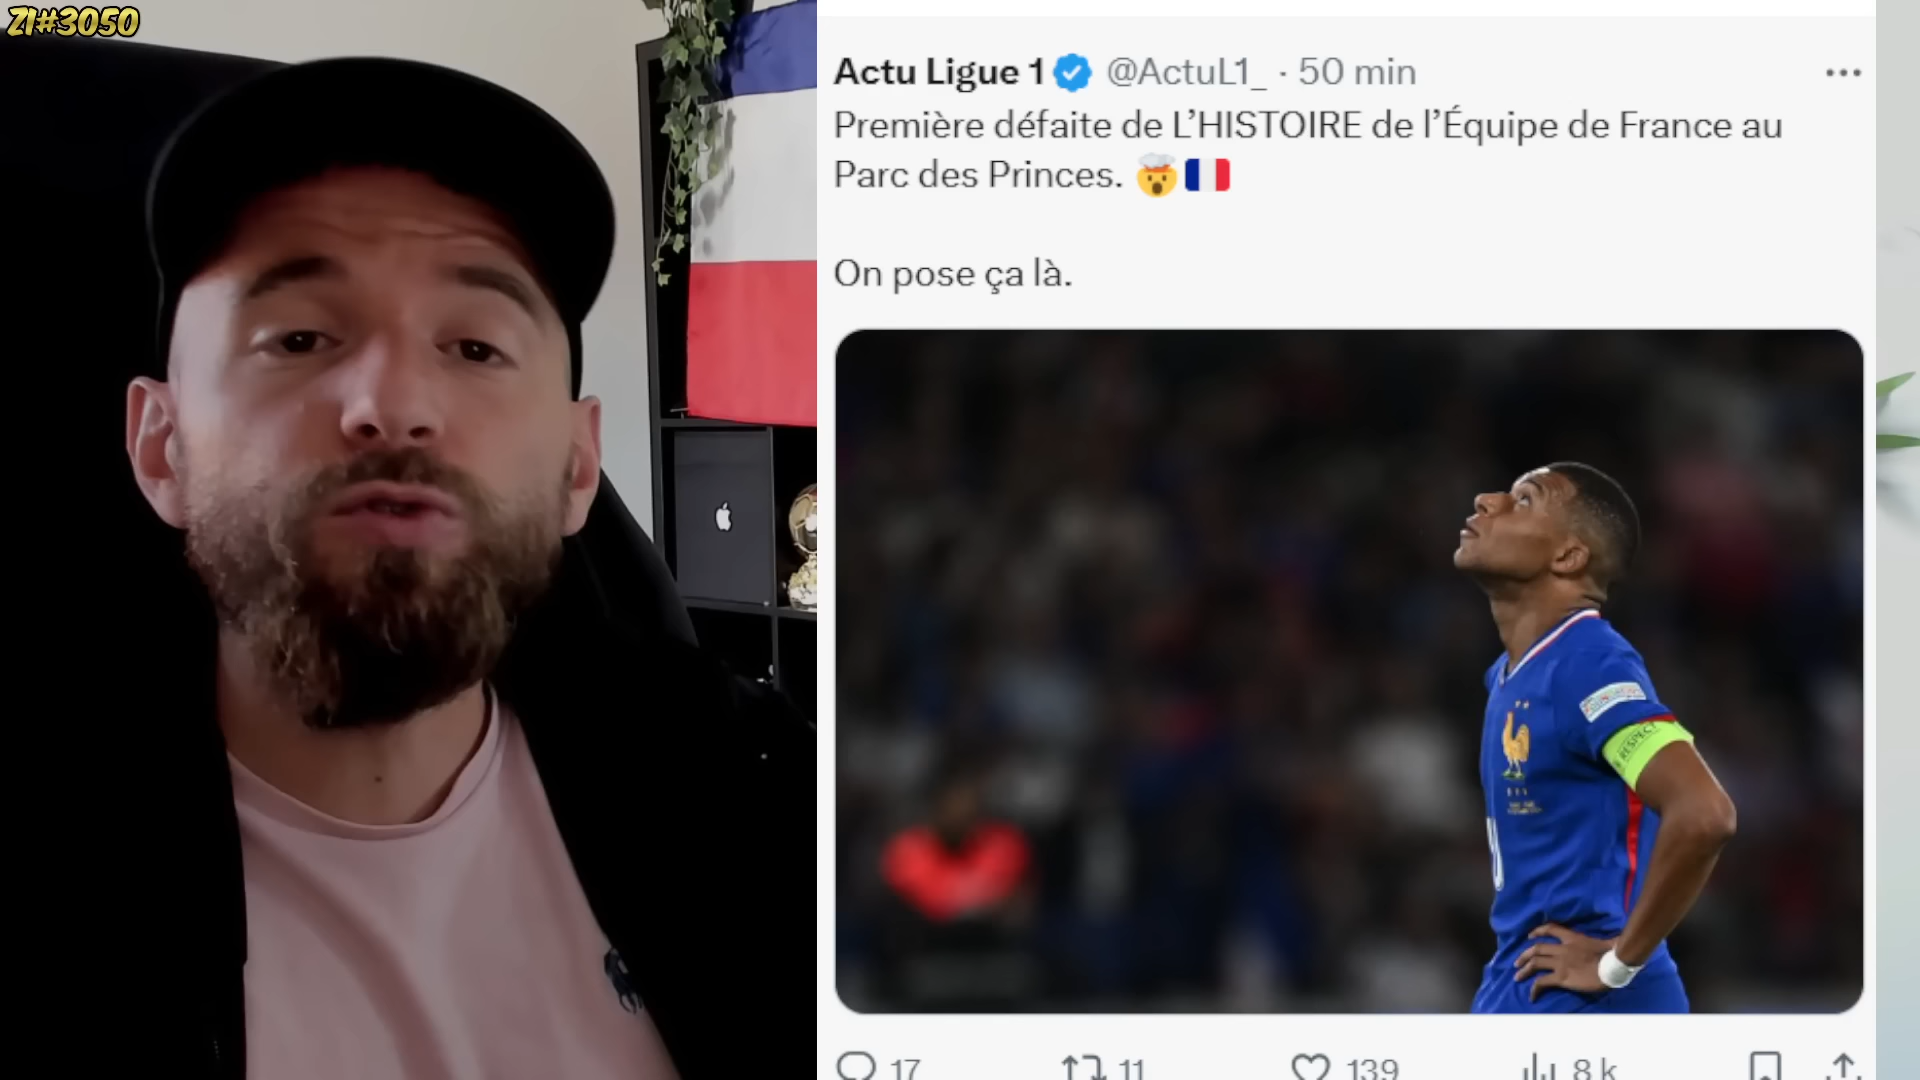 ZI#3050
Actu Ligue 1 @ActuL1_ · 50 min
Première défaite de L’HISTOIRE de l’Équipe de France au
Parc des Princes. 🤯🇫🇷
On pose ça là.
RESPECT
17 11 139 8 k